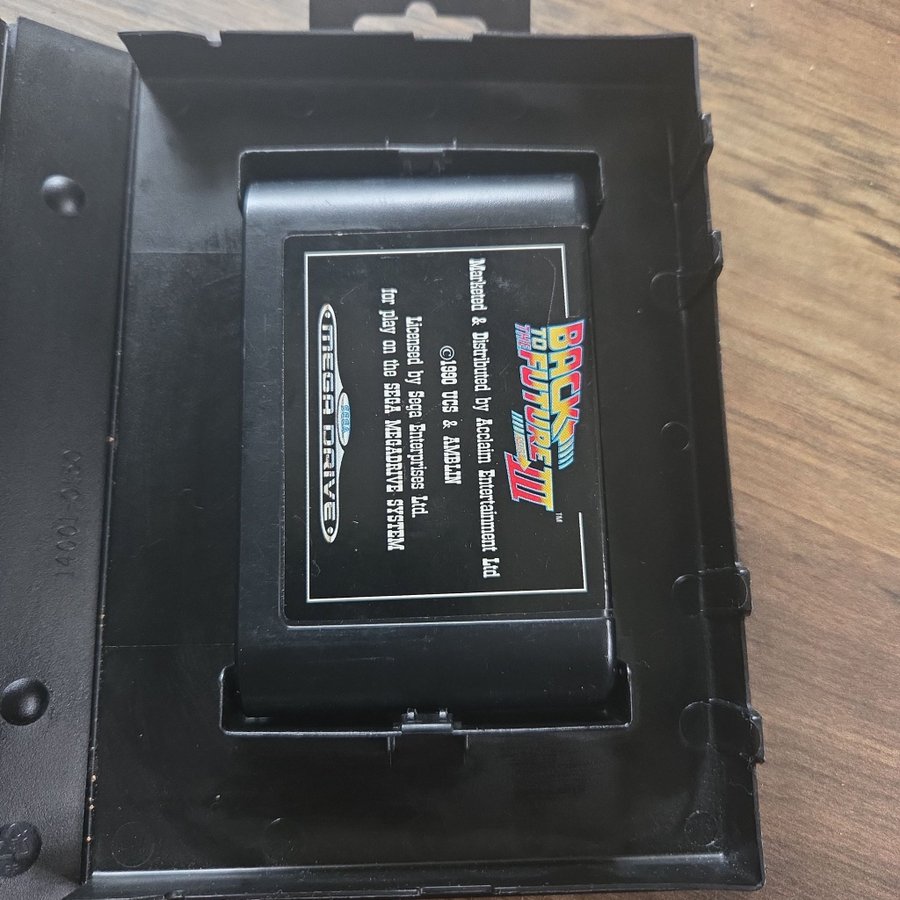 BACK
TO THE FUTURE
PART III
TM
Marketed & Distributed by Acclaim Entertainment Ltd
©1990 UCS & AMBLIN
Licensed by Sega Enterprises Ltd.
for play on the SEGA MEGADRIVE SYSTEM
SEGA
MEGA DRIVE